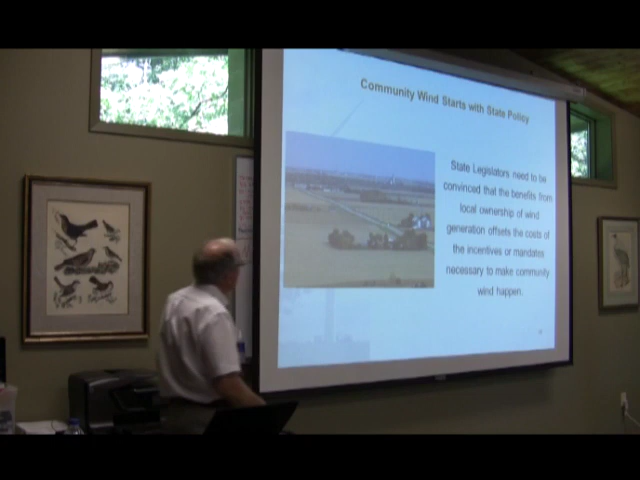 Community Wind Starts with State Policy
State Legislators need to be
convinced that the benefits from
local ownership of wind
generation offsets the costs of
the incentives or mandates
necessary to make community
wind happen.